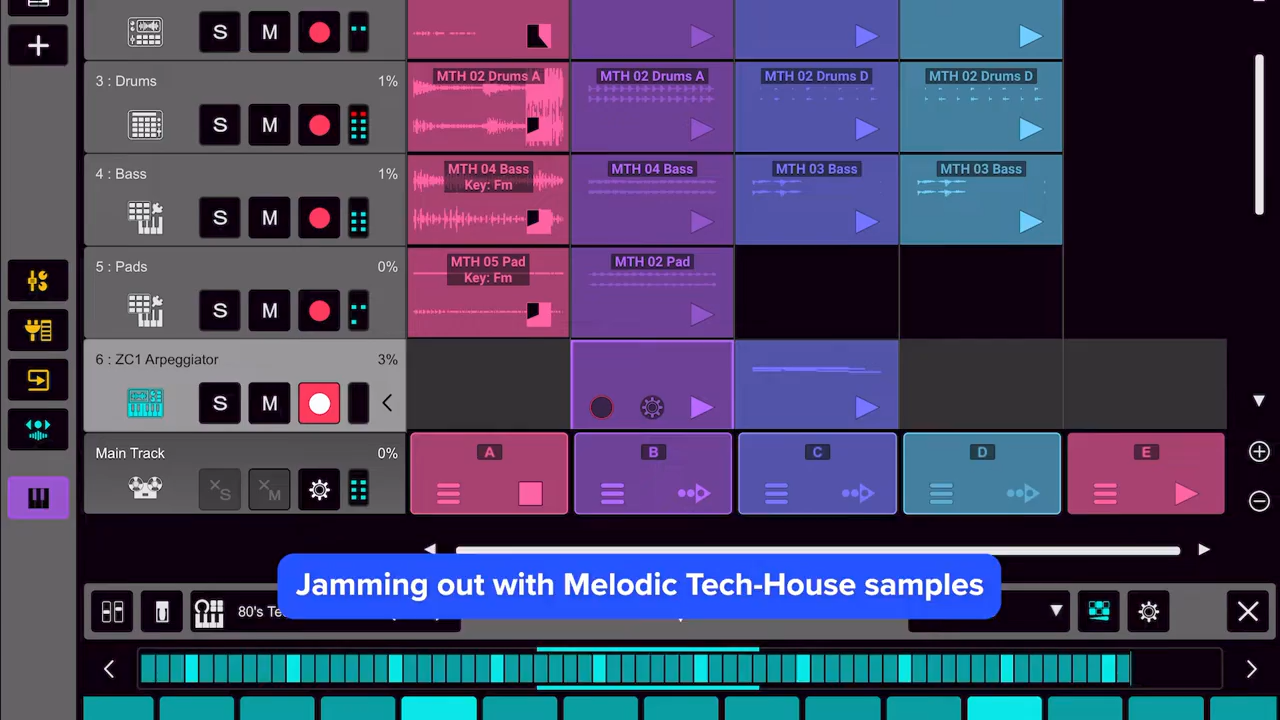 S M
3 : Drums 1%
S M
MTH 02 Drums A
MTH 02 Drums A
MTH 02 Drums D
MTH 02 Drums D
4 : Bass 1%
S M
MTH 04 Bass
Key: Fm
MTH 04 Bass
MTH 03 Bass
MTH 03 Bass
5 : Pads 0%
S M
MTH 05 Pad
Key: Fm
MTH 02 Pad
6 : ZC1 Arpeggiator 3%
S M
Main Track 0%
S M
A
B
C
D
E
Jamming out with Melodic Tech-House samples
80's